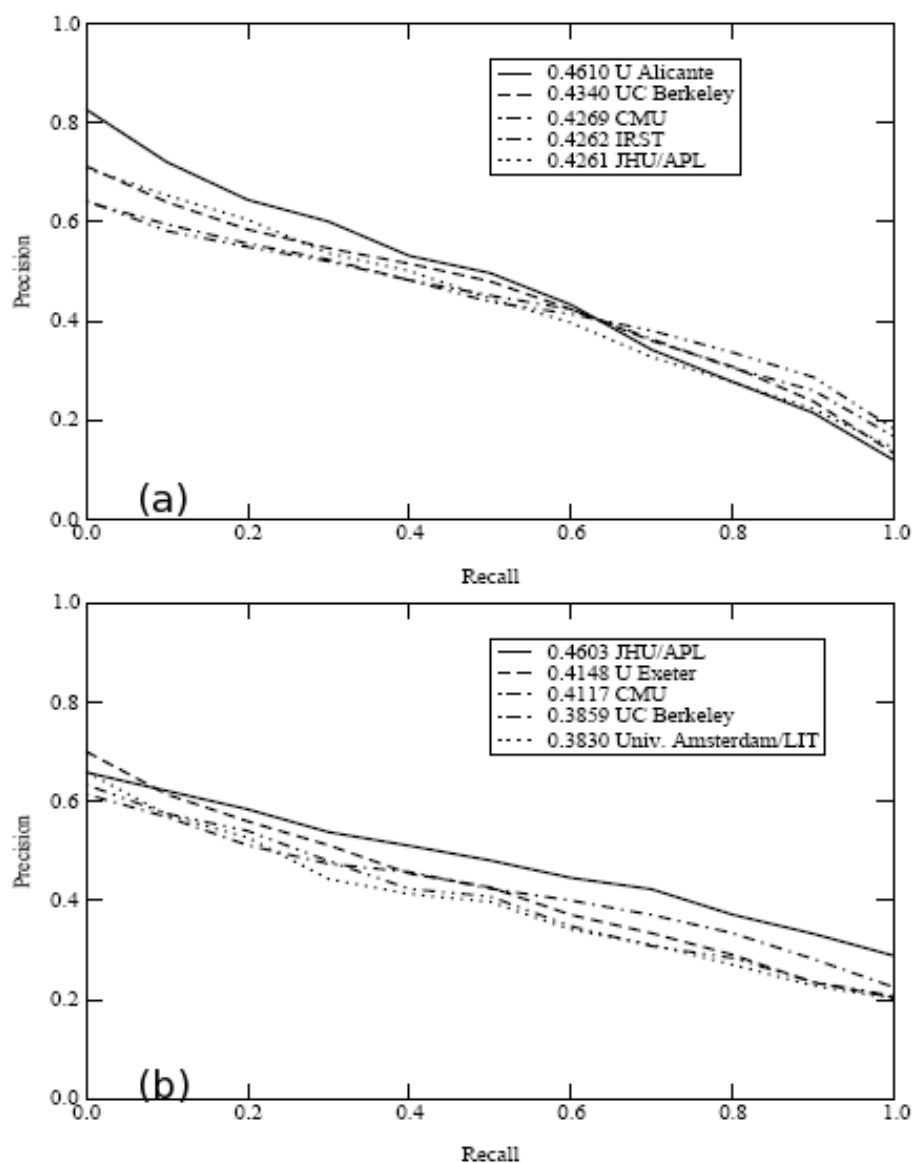 1.0
0.4610 U Alicante
0.4340 UC Berkeley
0.4269 CMU
0.4262 IRST
0.4261 JHU/APL
0.8
0.6
Precision
0.4
0.2
(a)
0.0
0.0 0.2 0.4 0.6 0.8 1.0
Recall
1.0
0.4603 JHU/APL
0.4148 U Exeter
0.4117 CMU
0.3859 UC Berkeley
0.3830 Univ. Amsterdam/LIT
0.8
0.6
Precision
0.4
0.2
(b)
0.0
0.0 0.2 0.4 0.6 0.8 1.0
Recall